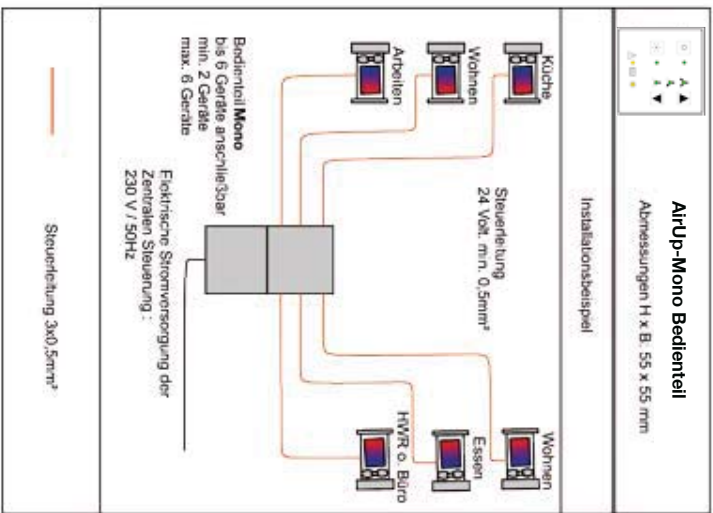 AirUp-Mono Bedienteil
Abmessungen H x B: 55 x 55 mm
Installationsbeispiel
Küche
Wohnen
Arbeiten
Steuerleitung
24 Volt. min. 0,5mm²
Wohnen
Essen
HWR o. Büro
Bedienteil Mono
bis 6 Geräte anschließbar
min. 2 Geräte
max. 6 Geräte
Elektrische Stromversorgung der
Zentralen Steuerung :
230 V / 50Hz
Steuerleitung 3x0,5mm²